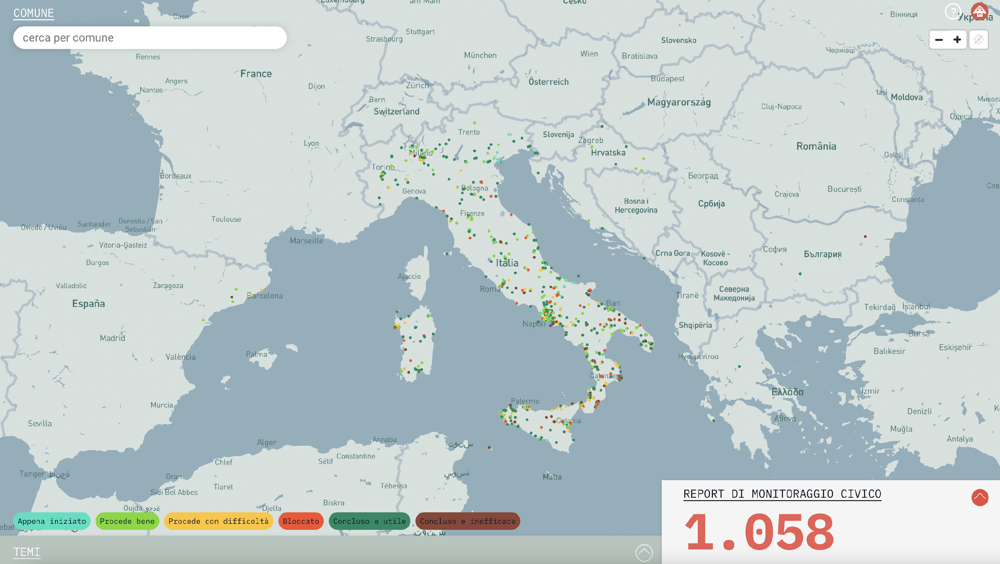 COMUNE
cerca per comune
Caen
Luxembourg
am Main
Česko
?
Вінниця
Україна
Stuttgart
Strasbourg
Slovensko
− +
Rennes
München
Wien
Bratislava
Чернівці
France
Angers
Nantes
Dijon
Zürich
Österreich
Budapest
Iași
Moldova
Bern
Switzerland
Magyarország
Cluj-Napoca
Одеса
Lyon
Trento
Slovenija
Zagreb
Hrvatska
România
Galați
Milano
Torino
Bordeaux
Genova
Bologna
Београд
Craiova
București
Constanța
Bosna i
Hercegovina
Србија
Firenze
Toulouse
Oviedo / Uviéu
Santander
Donostia / San
Sebastián
Vitoria-Gasteiz
Marseille
Burgos
Italia
Crna Gora
Kosovë -
Косово
София
България
Ajaccio
Valladolid
Zaragoza
Barcelona
Roma
España
Tiranë
Северна
Македонија
Bari
Tekirdağ
İstanbul
Napoli
Shqipëria
Madrid
Bursa
Eskişehir
València
Palma
Ηγουμενίτσα
Balıkesir
Catanzaro
Ελλάδα
İzmir
Palermo
Murcia
Denizli
Sevilla
Catania
Αθήνα
Muğla
Antalya
Alger
Annaba
تونس
Constantine
Chlef
Sétif
Tanger طنجة
Oran
سوسة
Malta
Tiaret
Tébessa
Sidi Bel Abbes
Biskra
Oujda وجدة
Djelfa
Appena iniziato
Procede bene
Procede con difficoltà
Bloccato
Concluso e utile
Concluso e inefficace
REPORT DI MONITORAGGIO CIVICO
1.058
TEMI